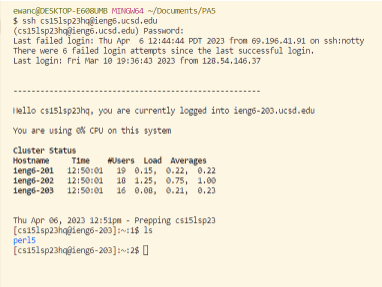 ewanc@DESKTOP-E608UMB MINGW64 ~/Documents/PA5
$ ssh cs15lsp23hq@ieng6.ucsd.edu
(cs15lsp23hq@ieng6.ucsd.edu) Password:
Last failed login: Thu Apr  6 12:44:44 PDT 2023 from 69.196.41.91 on ssh:notty
There were 6 failed login attempts since the last successful login.
Last login: Fri Mar 10 19:36:43 2023 from 128.54.146.37
------------------------------------------------------------
Hello cs15lsp23hq, you are currently logged into ieng6-203.ucsd.edu
You are using 0% CPU on this system
Cluster Status
Hostname     Time    #Users  Load  Averages
ieng6-201   12:50:01   19  0.15,  0.22,  0.22
ieng6-202   12:50:01   18  1.25,  0.75,  1.00
ieng6-203   12:50:01   16  0.08,  0.21,  0.23
Thu Apr 06, 2023 12:51pm - Prepping cs15lsp23
[cs15lsp23hq@ieng6-203]:~:1$ ls
perl5
[cs15lsp23hq@ieng6-203]:~:2$